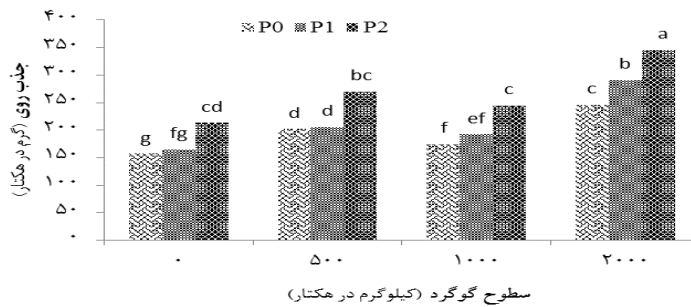 P0 P1 P2
۴۰۰
۳۵۰
۳۰۰
۲۵۰
۲۰۰
۱۵۰
۱۰۰
۵۰
۰
جذب روی (گرم در هکتار)
g fg cd
d d bc
f ef c
c b a
۰ ۵۰۰ ۱۰۰۰ ۲۰۰۰
سطوح گوگرد (کیلوگرم در هکتار)